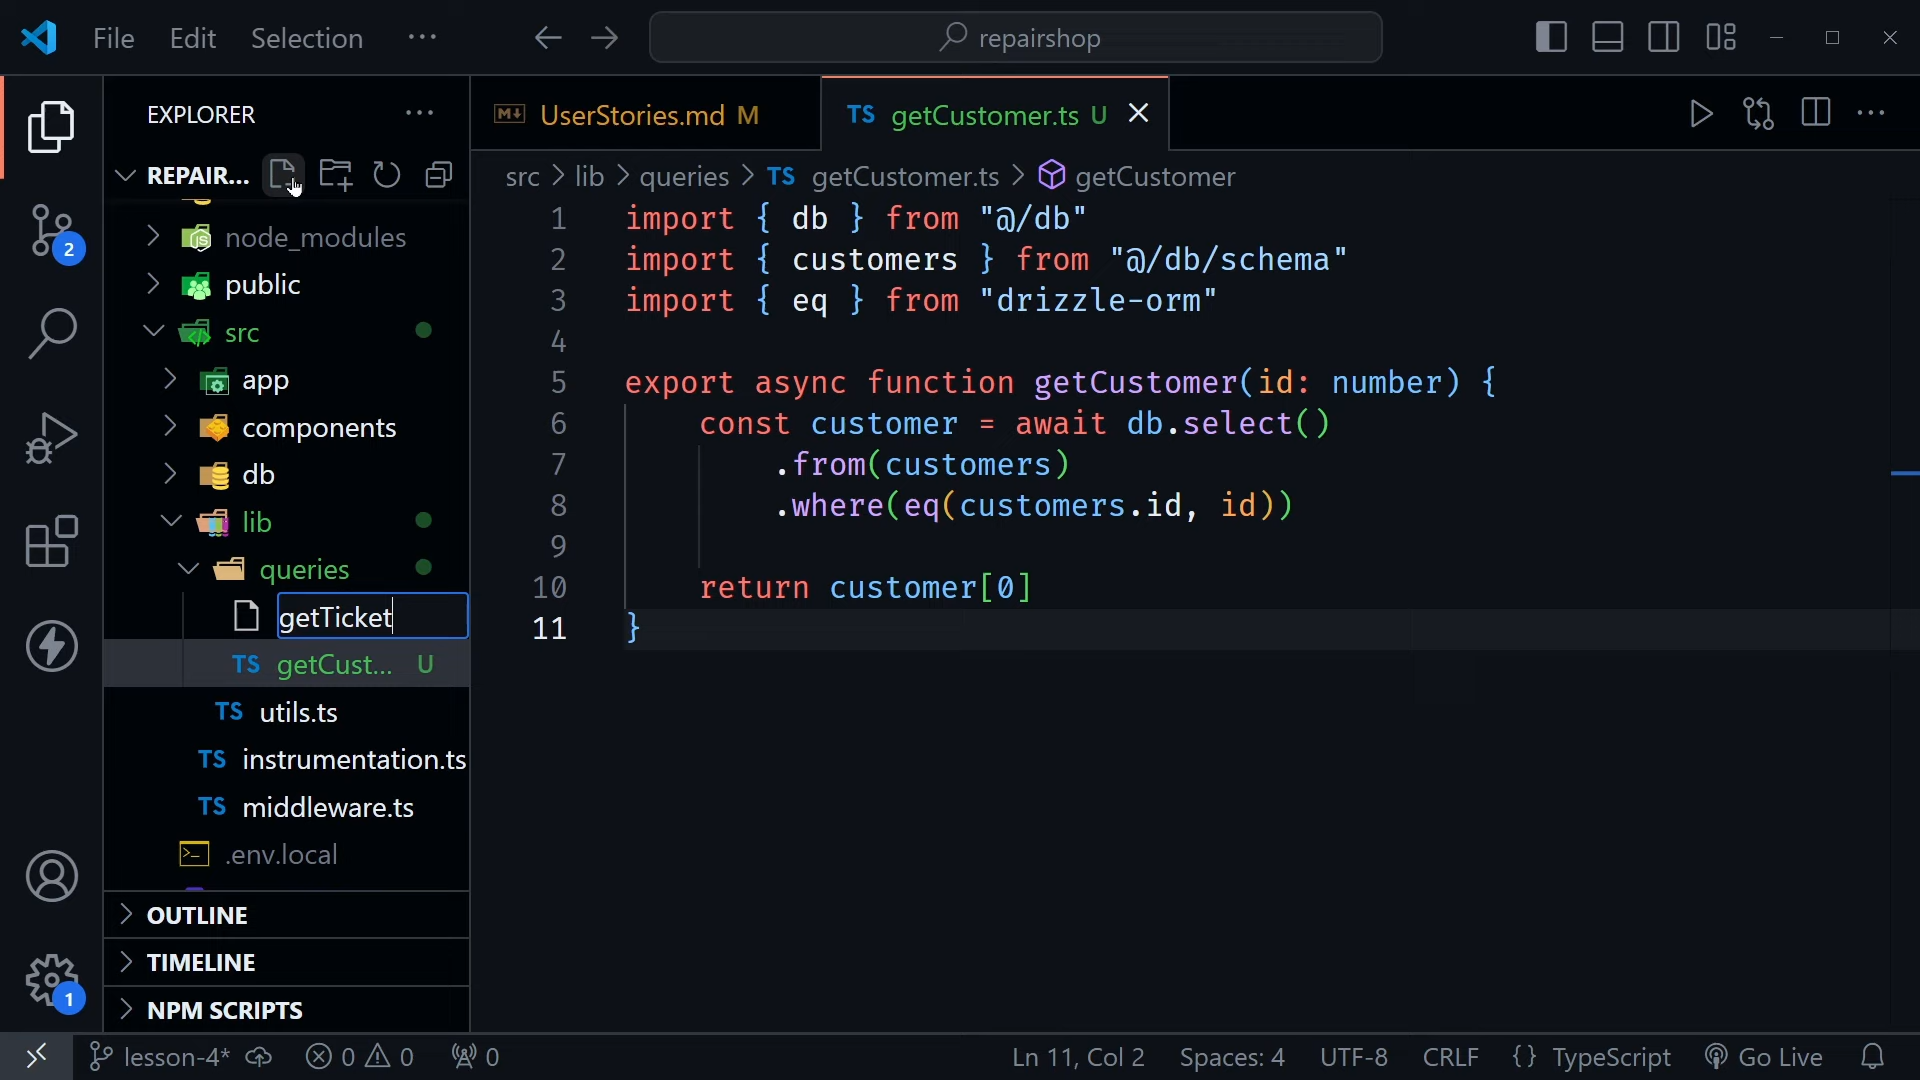 File Edit Selection ···
repairshop
EXPLORER ···
REPAIR...
node_modules
public
src
app
components
db
lib
queries
getTicket
TS getCust... U
TS utils.ts
TS instrumentation.ts
TS middleware.ts
.env.local
OUTLINE
TIMELINE
NPM SCRIPTS
2
1
UserStories.md M
TS getCustomer.ts U
src > lib > queries > TS getCustomer.ts > getCustomer
1 import { db } from "@/db"
2 import { customers } from "@/db/schema"
3 import { eq } from "drizzle-orm"
4
5 export async function getCustomer(id: number) {
6 const customer = await db.select()
7 .from(customers)
8 .where(eq(customers.id, id))
9
10 return customer[0]
11 }
lesson-4* 0 0 0 Ln 11, Col 2 Spaces: 4 UTF-8 CRLF {} TypeScript Go Live